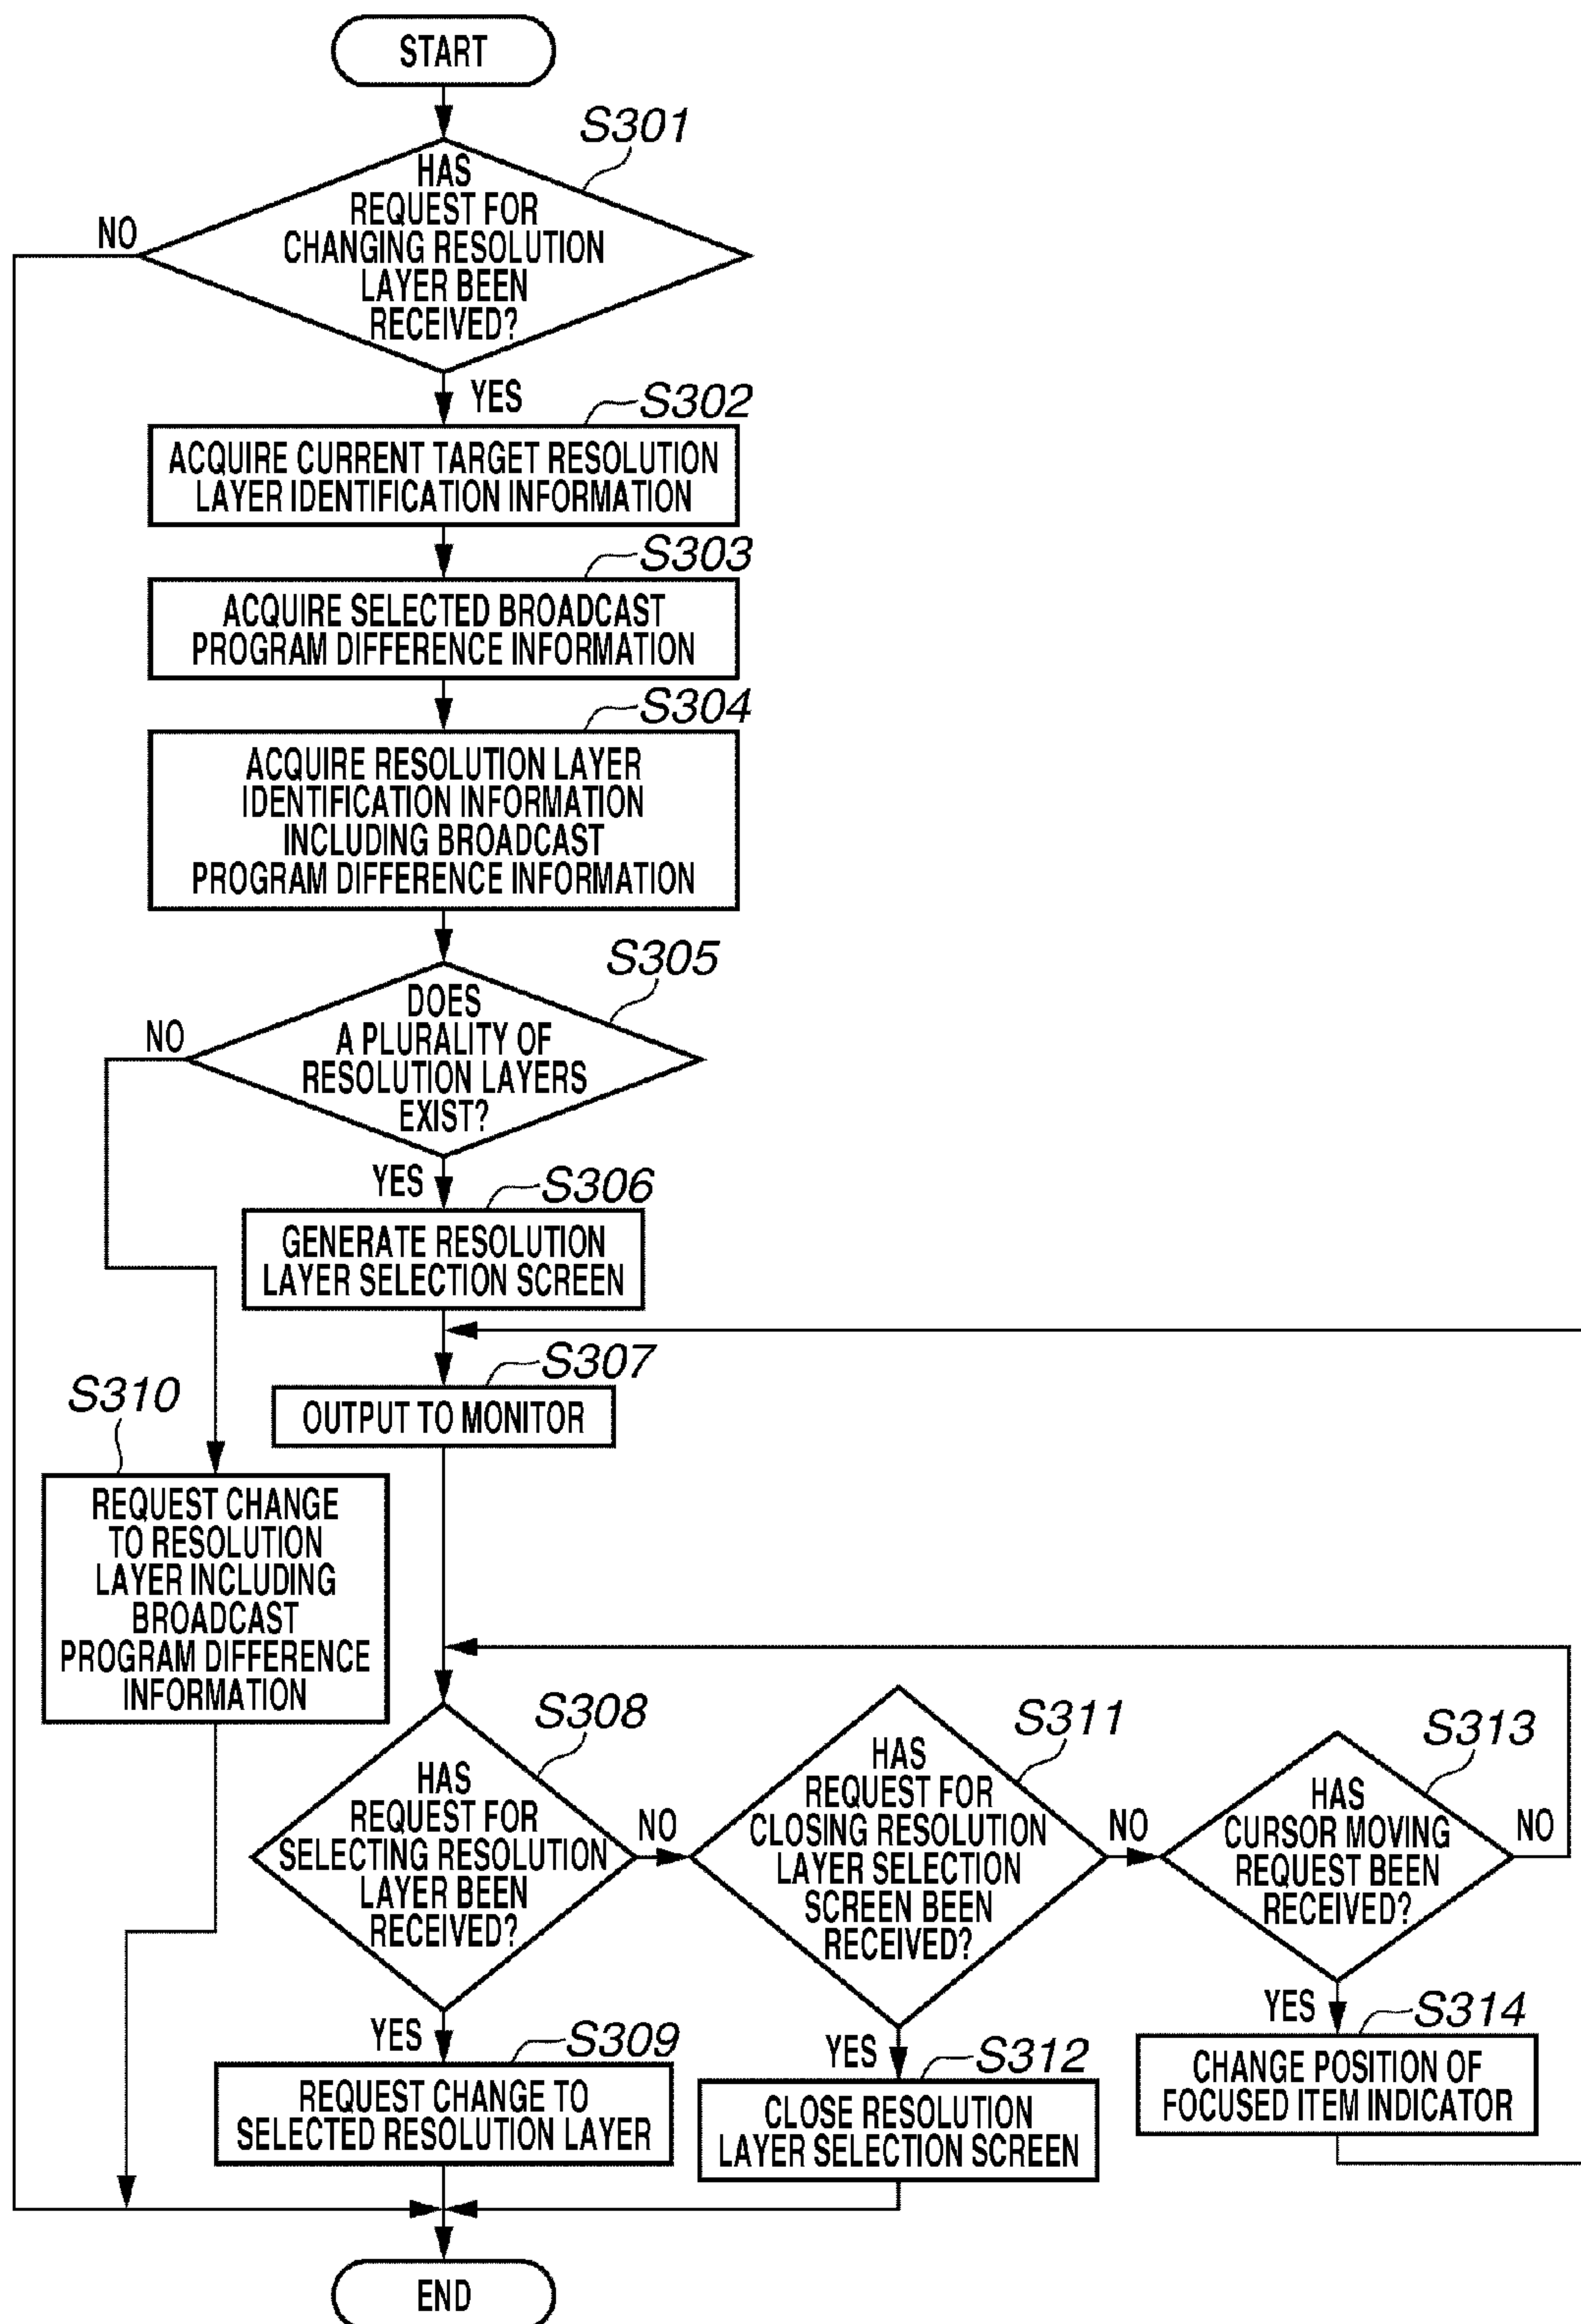 START
S301
HAS
REQUEST FOR
CHANGING RESOLUTION
LAYER BEEN
RECEIVED?
NO
YES
S302
ACQUIRE CURRENT TARGET RESOLUTION
LAYER IDENTIFICATION INFORMATION
S303
ACQUIRE SELECTED BROADCAST
PROGRAM DIFFERENCE INFORMATION
S304
ACQUIRE RESOLUTION LAYER
IDENTIFICATION INFORMATION
INCLUDING BROADCAST
PROGRAM DIFFERENCE INFORMATION
S305
DOES
A PLURALITY OF
RESOLUTION LAYERS
EXIST?
NO
YES
S306
GENERATE RESOLUTION
LAYER SELECTION SCREEN
S307
OUTPUT TO MONITOR
S310
REQUEST CHANGE
TO RESOLUTION
LAYER INCLUDING
BROADCAST
PROGRAM DIFFERENCE
INFORMATION
S308
HAS
REQUEST FOR
SELECTING RESOLUTION
LAYER BEEN
RECEIVED?
NO
YES
S309
REQUEST CHANGE TO
SELECTED RESOLUTION LAYER
S311
HAS
REQUEST FOR
CLOSING RESOLUTION
LAYER SELECTION
SCREEN BEEN
RECEIVED?
NO
YES
S312
CLOSE RESOLUTION
LAYER SELECTION SCREEN
S313
HAS
CURSOR MOVING
REQUEST BEEN
RECEIVED?
NO
YES
S314
CHANGE POSITION OF
FOCUSED ITEM INDICATOR
END